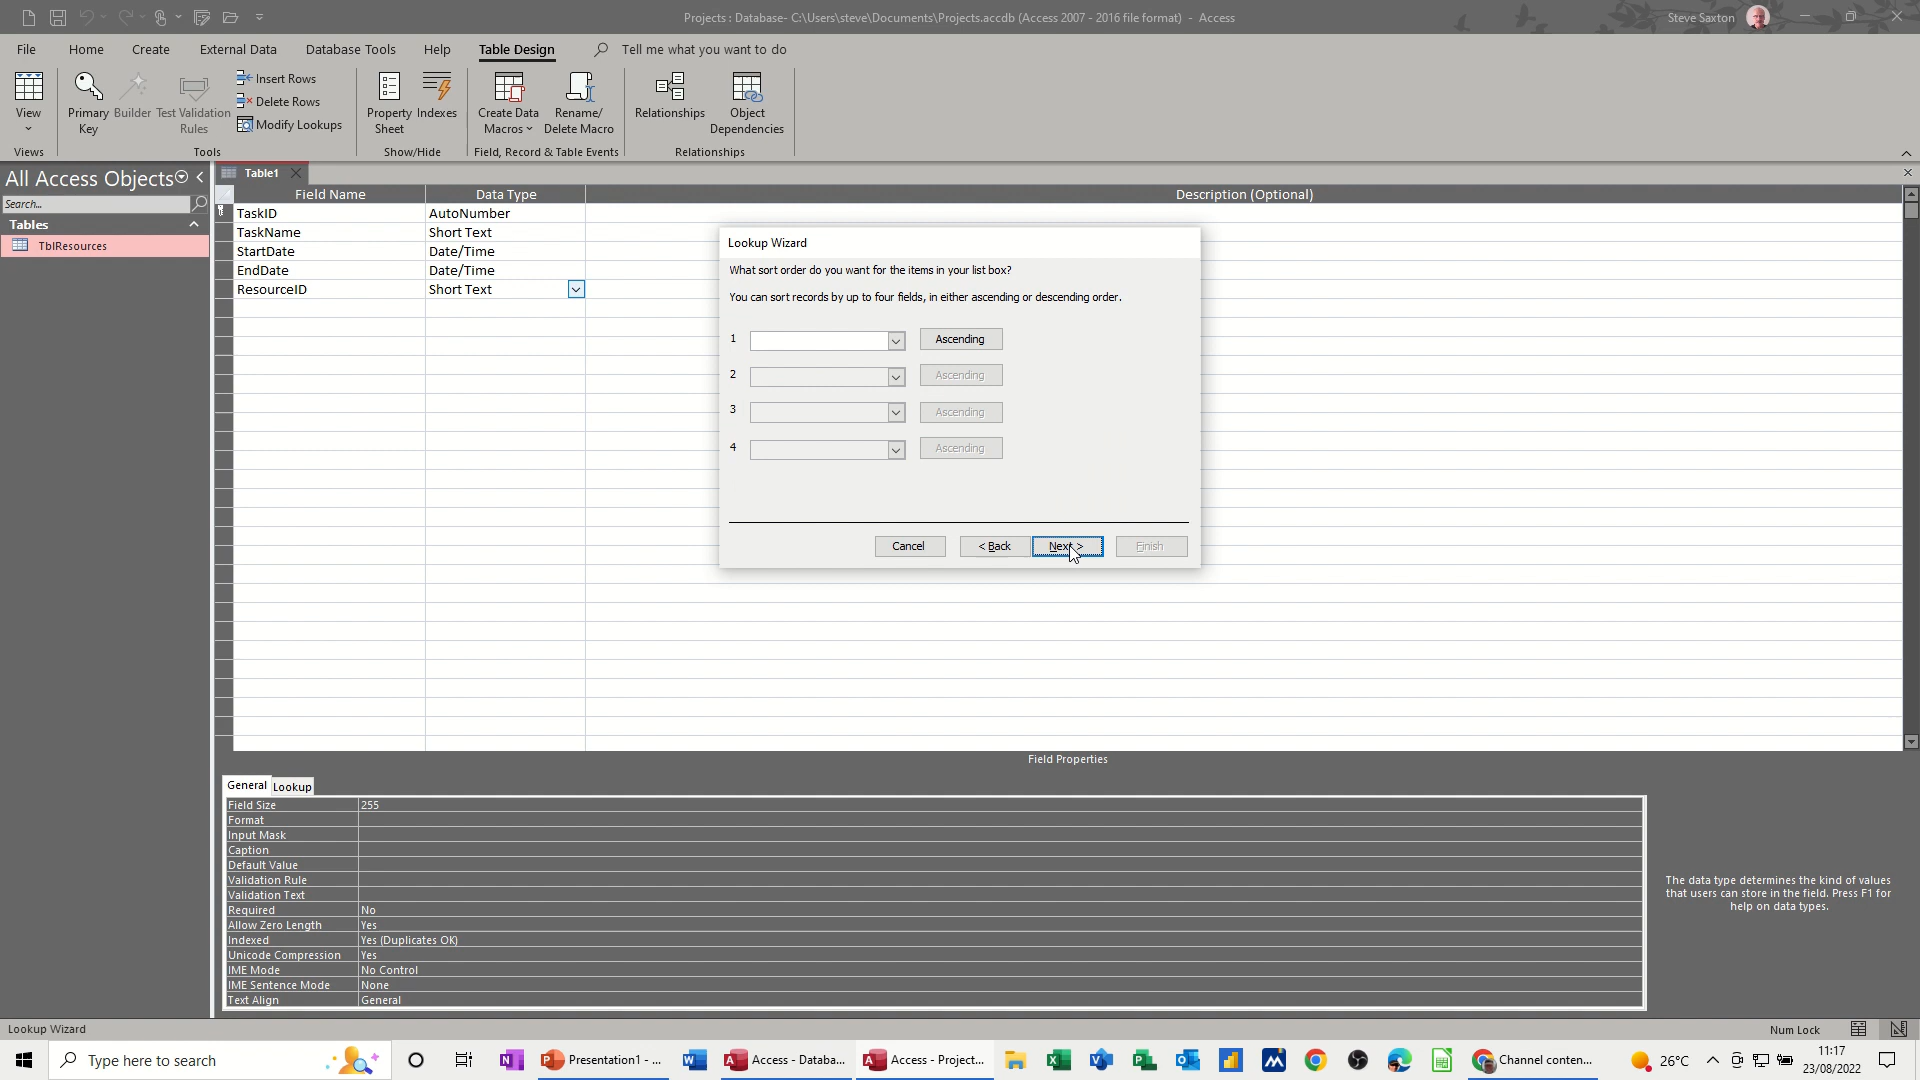 Projects : Database- C:\Users\steve\Documents\Projects.accdb (Access 2007 - 2016 file format) - Access
Steve Saxton
File
Home
Create
External Data
Database Tools
Help
Table Design
Tell me what you want to do
View
Views
Primary Key
Builder
Test Validation Rules
Insert Rows
Delete Rows
Modify Lookups
Tools
Property Sheet
Indexes
Show/Hide
Create Data Macros
Rename/ Delete Macro
Field, Record & Table Events
Relationships
Object Dependencies
Relationships
All Access Objects
Search...
Tables
TblResources
Table1
Field Name
Data Type
Description (Optional)
TaskID
AutoNumber
TaskName
Short Text
StartDate
Date/Time
EndDate
Date/Time
ResourceID
Short Text
Lookup Wizard
What sort order do you want for the items in your list box?
You can sort records by up to four fields, in either ascending or descending order.
1
Ascending
2
Ascending
3
Ascending
4
Ascending
Cancel
< Back
Next >
Finish
Field Properties
General
Lookup
Field Size
255
Format
Input Mask
Caption
Default Value
Validation Rule
Validation Text
Required
No
Allow Zero Length
Yes
Indexed
Yes (Duplicates OK)
Unicode Compression
Yes
IME Mode
No Control
IME Sentence Mode
None
Text Align
General
The data type determines the kind of values
that users can store in the field. Press F1 for
help on data types.
Lookup Wizard
Num Lock
Type here to search
Presentation1 - ...
Access - Databa...
Access - Project...
Channel conten...
26°C
11:17
23/08/2022